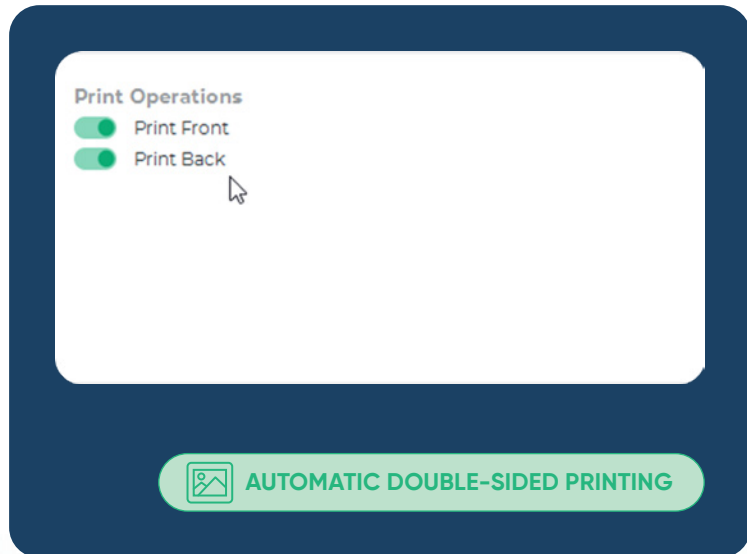 Print Operations
Print Front
Print Back
AUTOMATIC DOUBLE-SIDED PRINTING